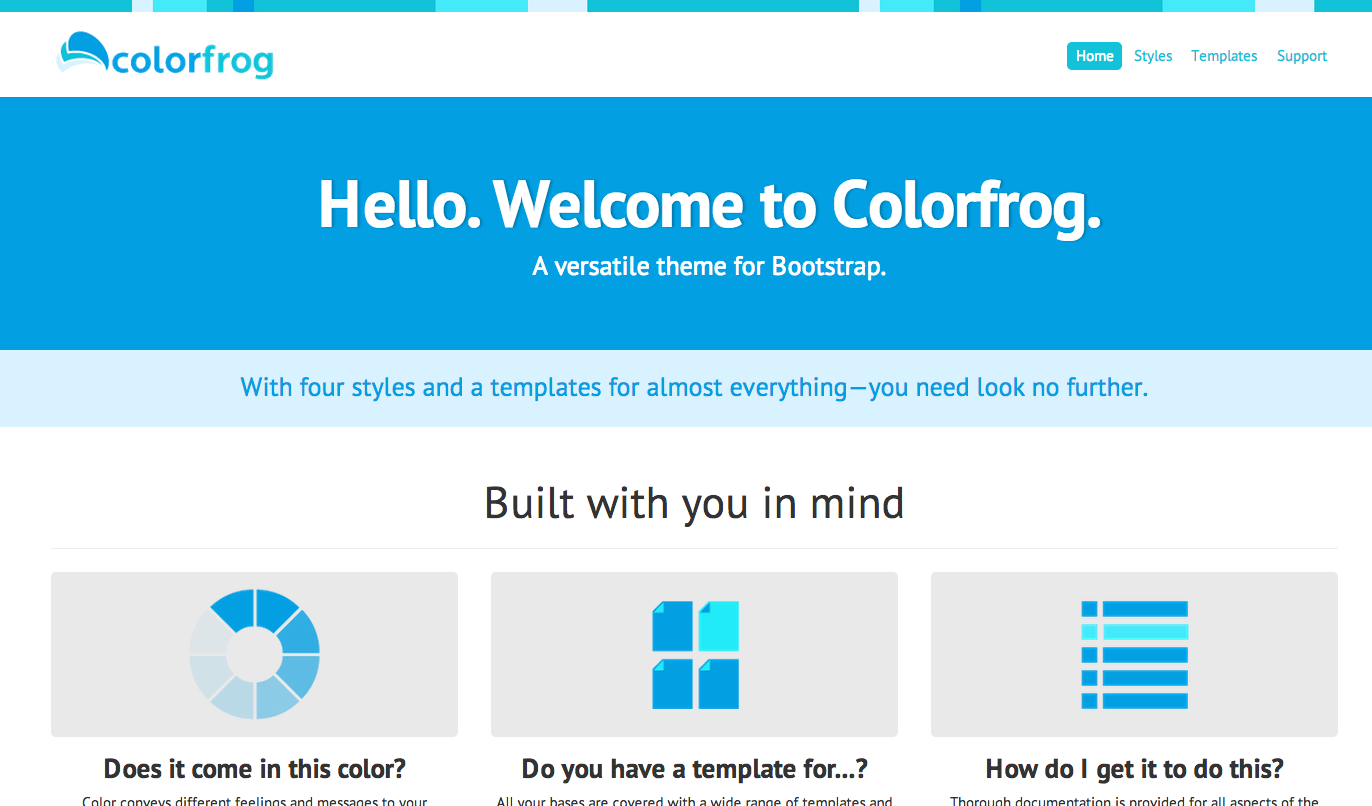 colorfrog
Home Styles Templates Support
Hello. Welcome to Colorfrog.
A versatile theme for Bootstrap.
With four styles and a templates for almost everything—you need look no further.
Built with you in mind
Does it come in this color?
Do you have a template for...?
How do I get it to do this?
Color conveys different feelings and messages to your
All your bases are covered with a wide range of templates and
Thorough documentation is provided for all aspects of the